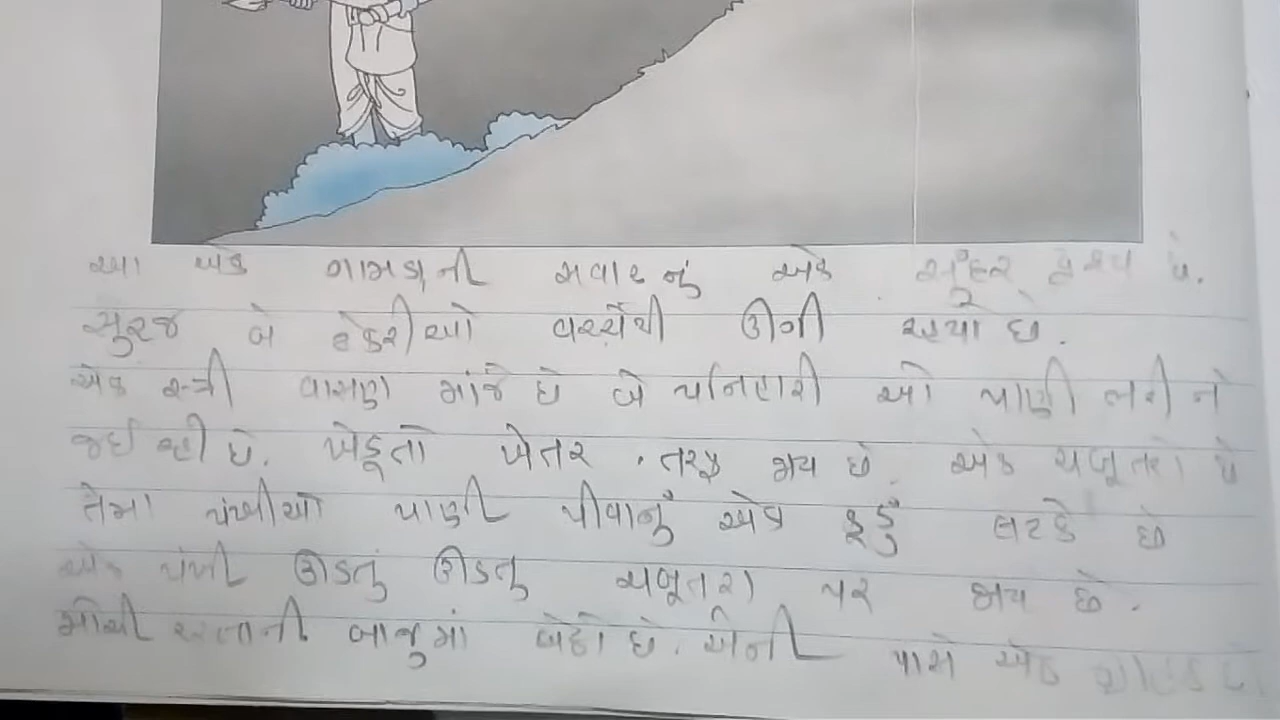 આ એક ગામડાની સવારનું એક સુંદર દ્રશ્ય છે.
સુરજ બે ટેકરીઓ વચ્ચેથી ઊગી રહ્યો છે.
એક સ્ત્રી વાસણ માંજે છે બે પનિહારી ઓ પાણી ભરી ને
જઈ રહી છે. ખેડૂતો ખેતર તરફ જાય છે. એક ચબૂતરો છે
તેમા પંખીઓ પાણી પીવાનું એક કૂડું લટકે છે
એક પંખી ઊડતું ઊડતુ ચબૂતરા પર જાય છે.
મોચી રસ્તાની બાજુમાં બેઠો છે. એની પાસે એક